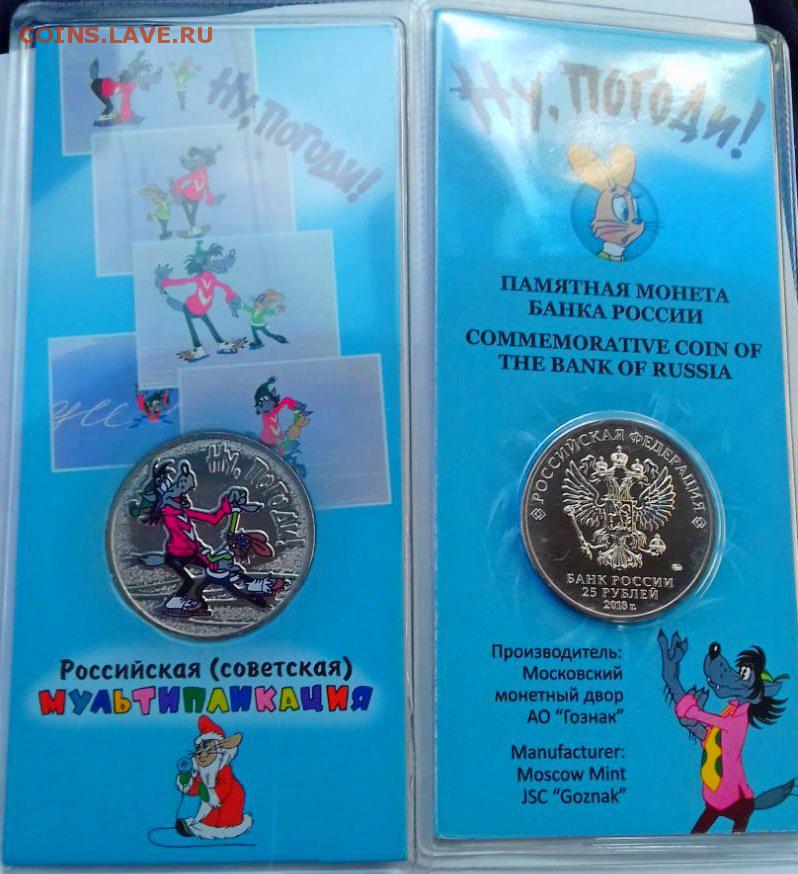 COINS.LAVE.RU
Ну, погоди!
Ну, погоди
Российская (советская)
МУЛЬТИПЛИКАЦИЯ
Ну, погоди!
ПАМЯТНАЯ МОНЕТА
БАНКА РОССИИ
COMMEMORATIVE COIN OF
THE BANK OF RUSSIA
РОССИЙСКАЯ ФЕДЕРАЦИЯ
БАНК РОССИИ
25 РУБЛЕЙ
2018 г.
Производитель:
Московский
монетный двор
АО "Гознак"
Manufacturer:
Moscow Mint
JSC "Goznak"